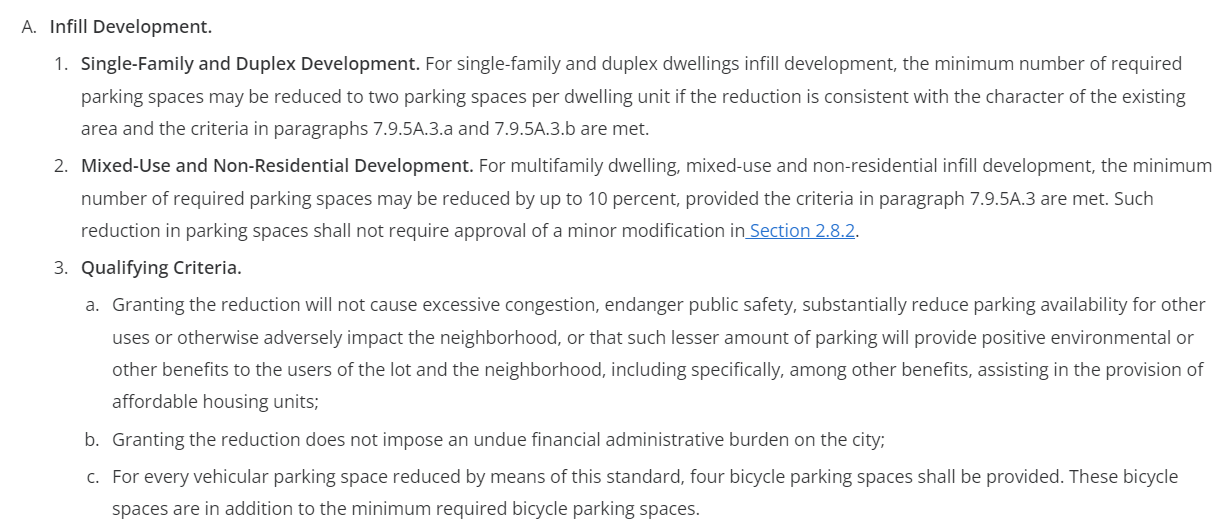 A. Infill Development.
1. Single-Family and Duplex Development. For single-family and duplex dwellings infill development, the minimum number of required
parking spaces may be reduced to two parking spaces per dwelling unit if the reduction is consistent with the character of the existing
area and the criteria in paragraphs 7.9.5A.3.a and 7.9.5A.3.b are met.
2. Mixed-Use and Non-Residential Development. For multifamily dwelling, mixed-use and non-residential infill development, the minimum
number of required parking spaces may be reduced by up to 10 percent, provided the criteria in paragraph 7.9.5A.3 are met. Such
reduction in parking spaces shall not require approval of a minor modification in Section 2.8.2.
3. Qualifying Criteria.
a. Granting the reduction will not cause excessive congestion, endanger public safety, substantially reduce parking availability for other
uses or otherwise adversely impact the neighborhood, or that such lesser amount of parking will provide positive environmental or
other benefits to the users of the lot and the neighborhood, including specifically, among other benefits, assisting in the provision of
affordable housing units;
b. Granting the reduction does not impose an undue financial administrative burden on the city;
c. For every vehicular parking space reduced by means of this standard, four bicycle parking spaces shall be provided. These bicycle
spaces are in addition to the minimum required bicycle parking spaces.